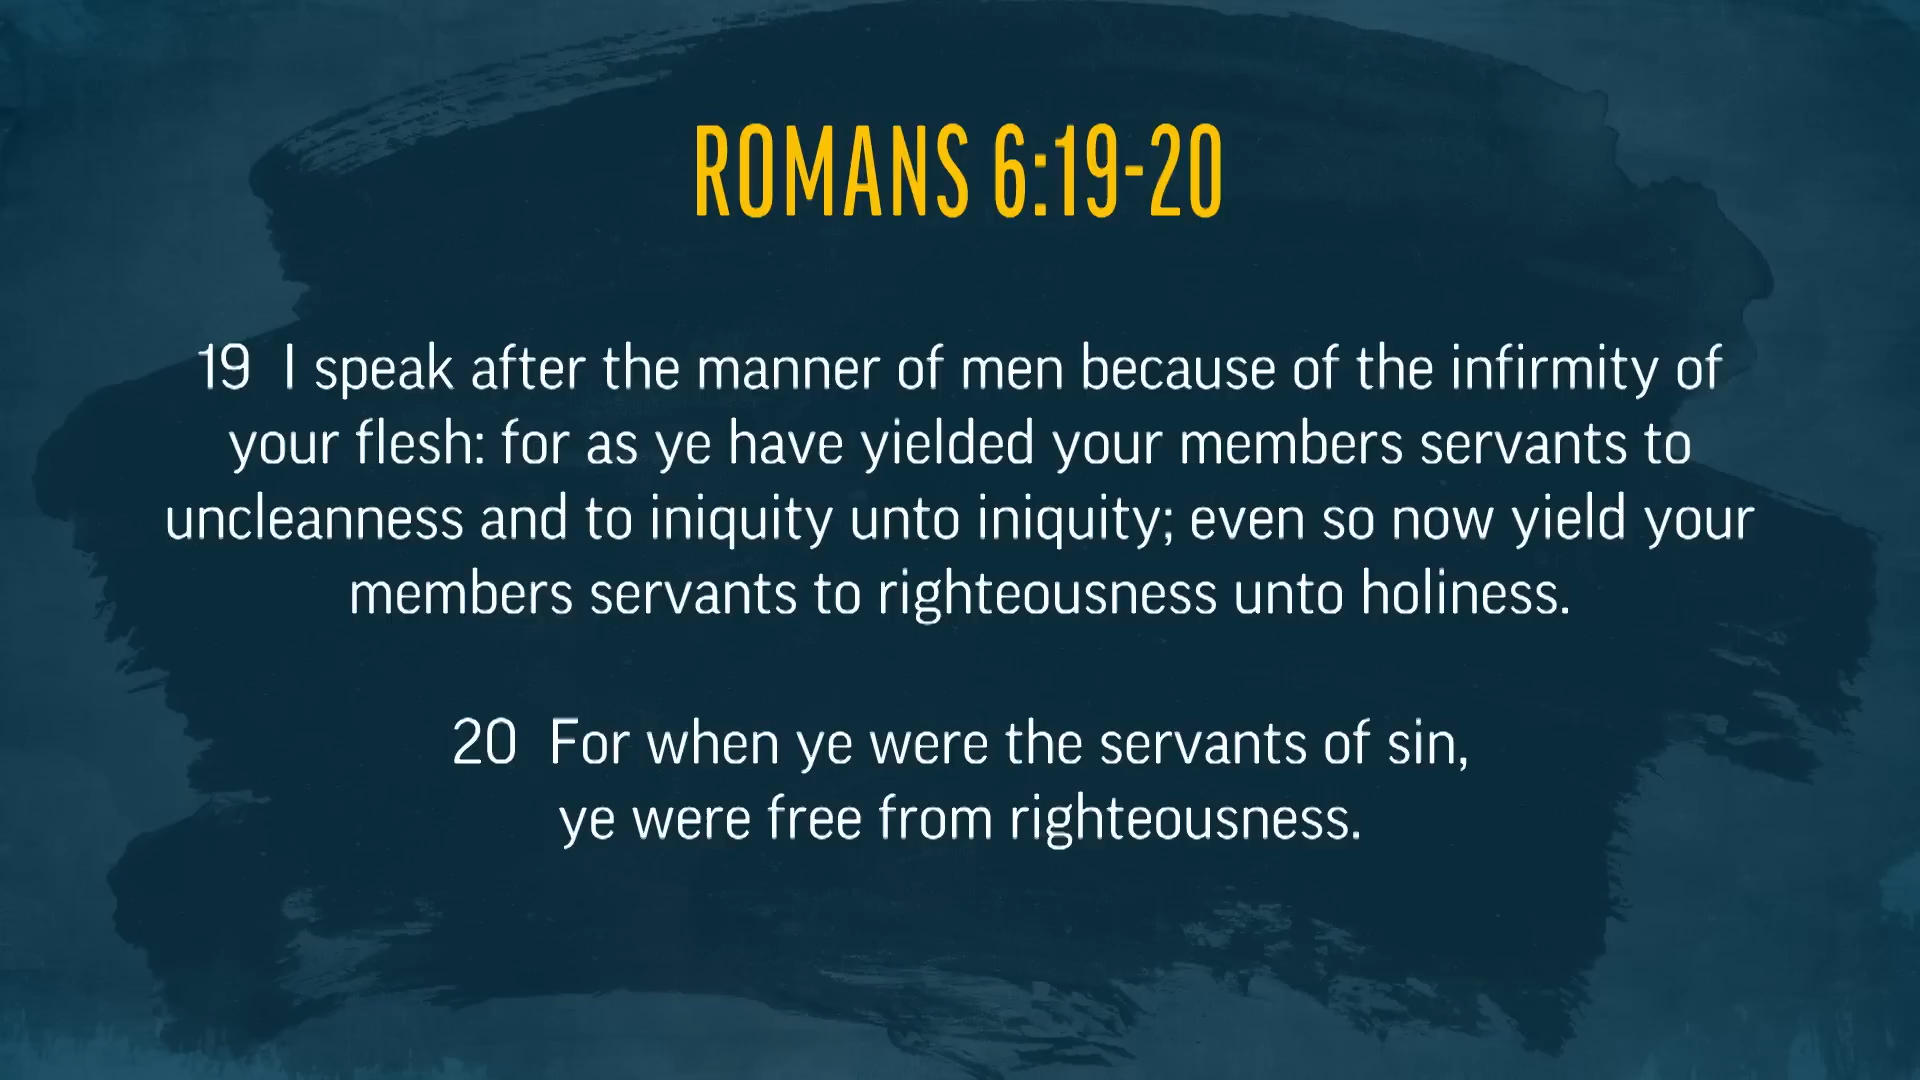 ROMANS 6:19-20
19 I speak after the manner of men because of the infirmity of
your flesh: for as ye have yielded your members servants to
uncleanness and to iniquity unto iniquity; even so now yield your
members servants to righteousness unto holiness.
20 For when ye were the servants of sin,
ye were free from righteousness.